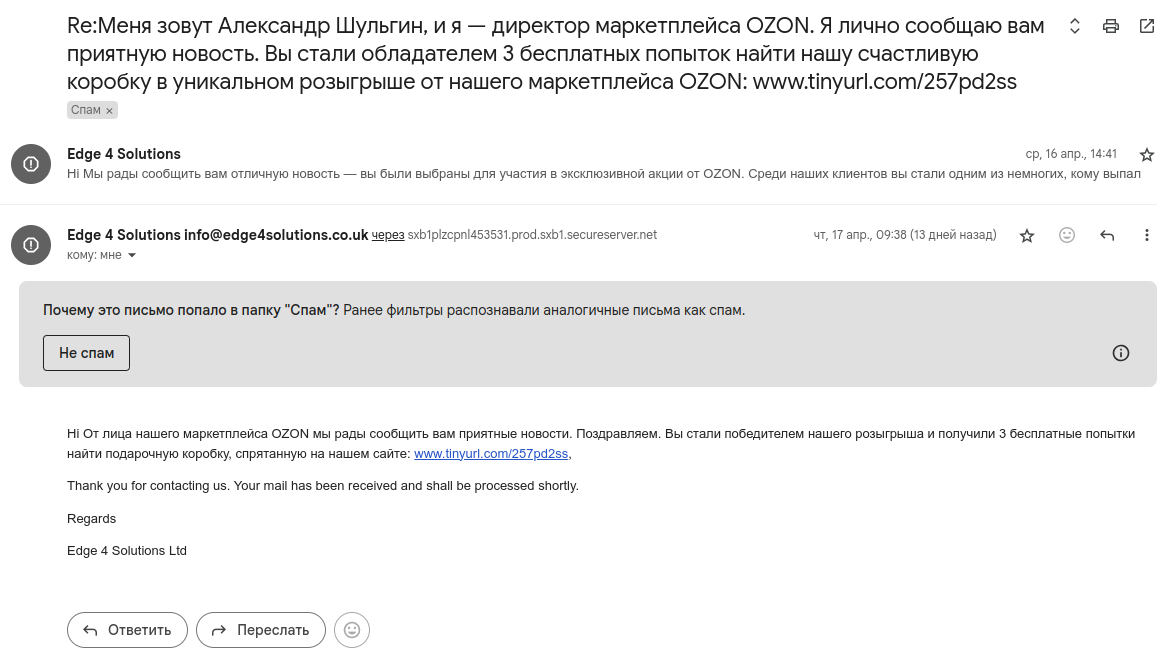 Re:Меня зовут Александр Шульгин, и я — директор маркетплейса OZON. Я лично сообщаю вам
приятную новость. Вы стали обладателем 3 бесплатных попыток найти нашу счастливую
коробку в уникальном розыгрыше от нашего маркетплейса OZON: www.tinyurl.com/257pd2ss
Спам ×
Edge 4 Solutions
ср, 16 апр., 14:41
Hi Мы рады сообщить вам отличную новость — вы были выбраны для участия в эксклюзивной акции от OZON. Среди наших клиентов вы стали одним из немногих, кому выпал
Edge 4 Solutions info@edge4solutions.co.uk через sxb1plzcpnl453531.prod.sxb1.secureserver.net
чт, 17 апр., 09:38 (13 дней назад)
кому: мне
Почему это письмо попало в папку "Спам"? Ранее фильтры распознавали аналогичные письма как спам.
Не спам
Hi От лица нашего маркетплейса OZON мы рады сообщить вам приятные новости. Поздравляем. Вы стали победителем нашего розыгрыша и получили 3 бесплатные попытки
найти подарочную коробку, спрятанную на нашем сайте: www.tinyurl.com/257pd2ss,
Thank you for contacting us. Your mail has been received and shall be processed shortly.
Regards
Edge 4 Solutions Ltd
Ответить
Переслать